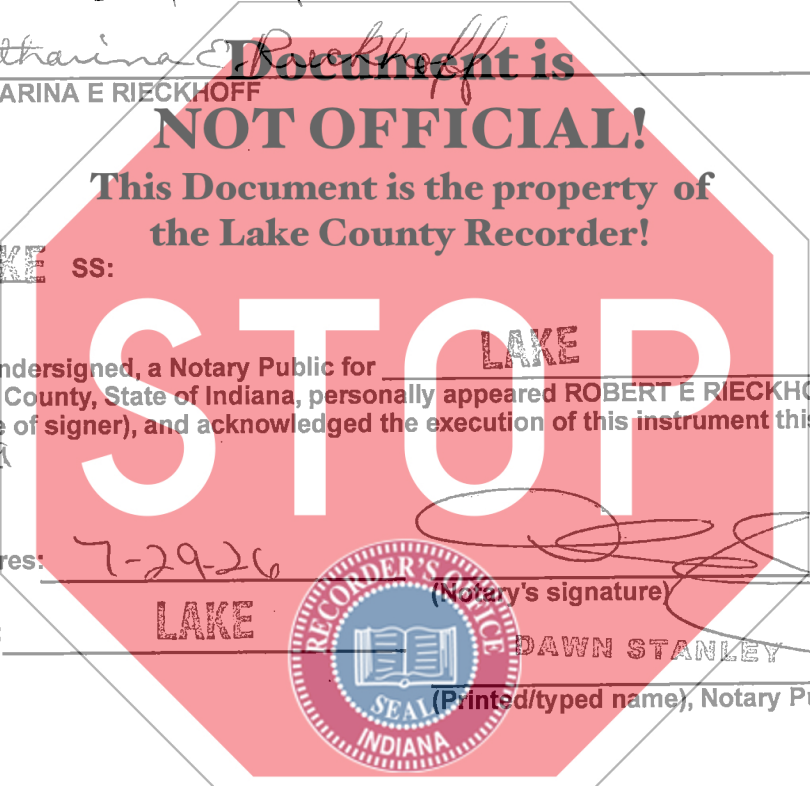 tharina E Rieckhoff
ARINA E RIECKHOFF
Document is
NOT OFFICIAL!
This Document is the property of
the Lake County Recorder!
KE SS:
STOP
ndersigned, a Notary Public for LAKE
County, State of Indiana, personally appeared ROBERT E RIECKHO
e of signer), and acknowledged the execution of this instrument this
res: 7-29-26
(Notary's signature)
LAKE
DAWN STANLEY
(Printed/typed name), Notary Pu
RECORDER'S OFFICE
SEAL
INDIANA